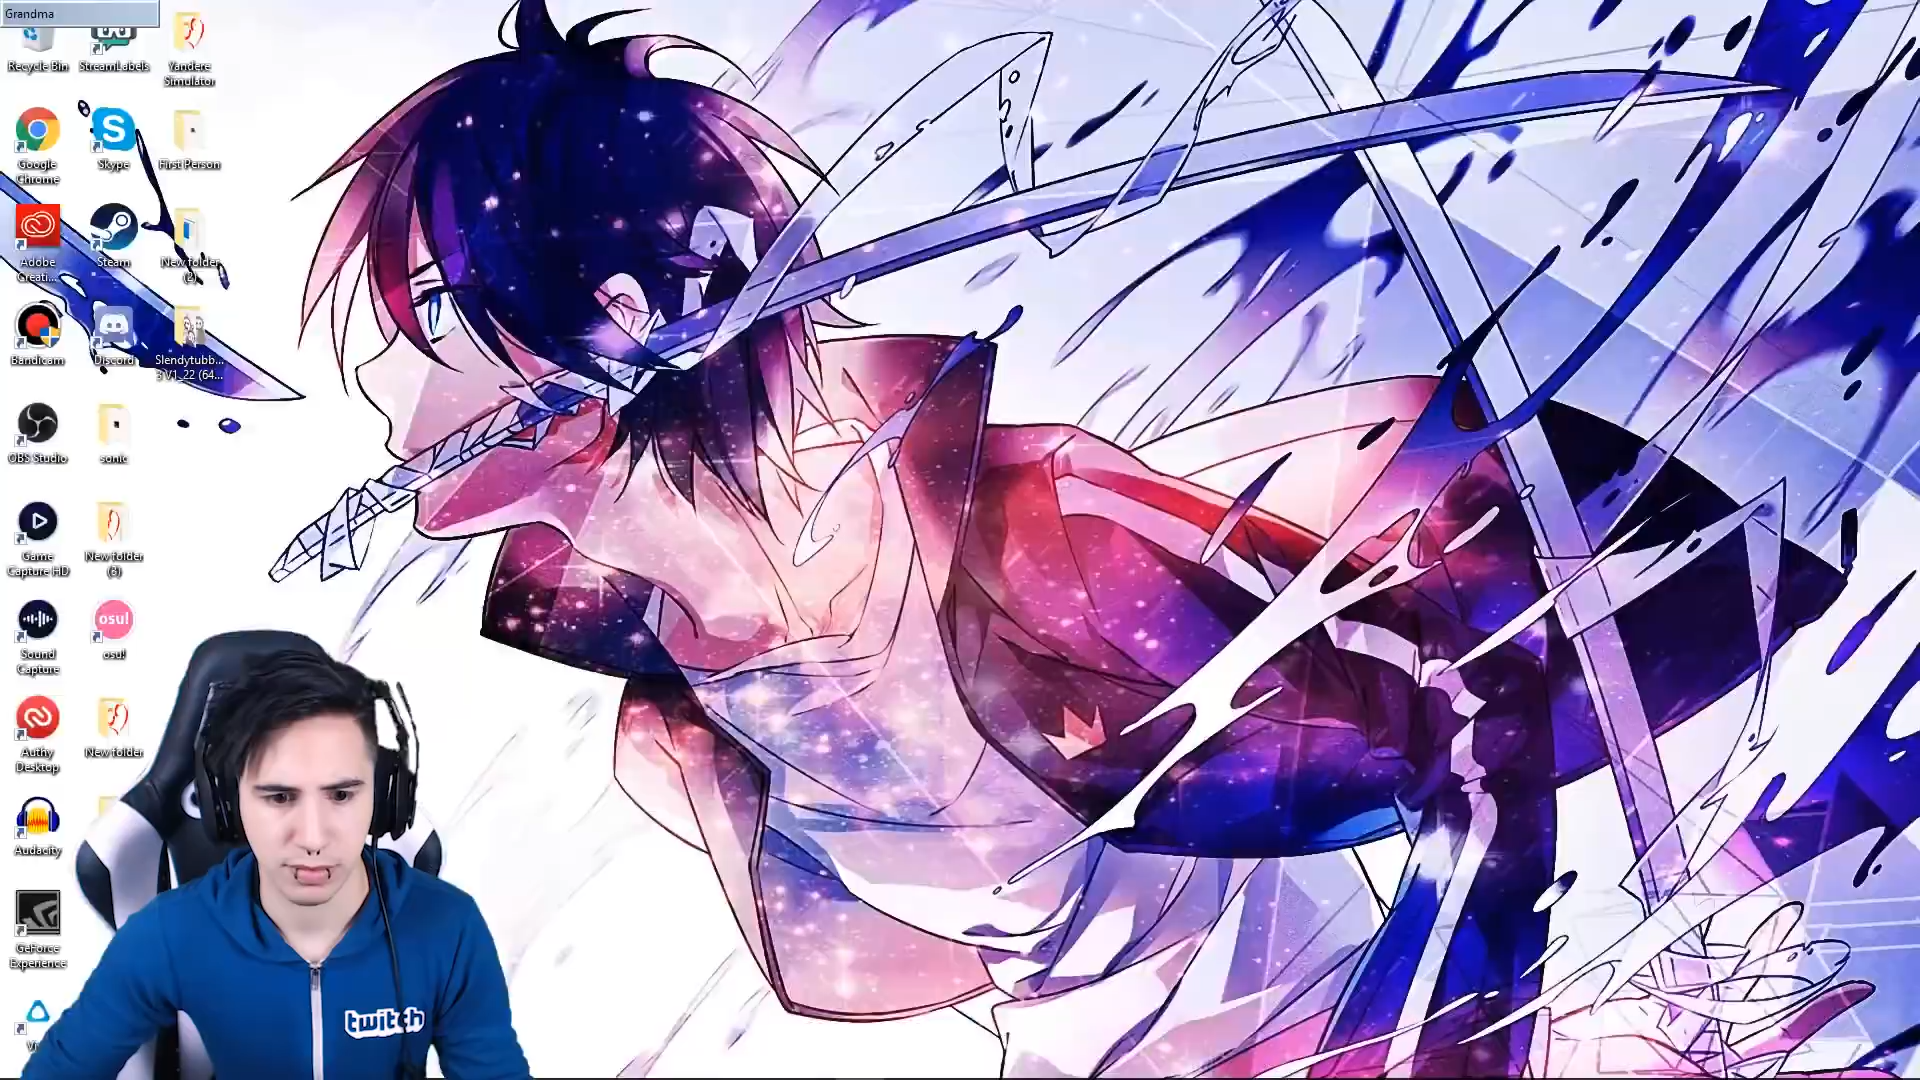 Grandma
Recycle Bin
StreamLabels
Yandere
Simulator
Google
Chrome
Skype
First Person
Adobe
Creati...
Steam
New folder
(2)
Bandicam
Discord
Slendytubb...
3 V1_22 (64...
OBS Studio
sonic
Game
Capture HD
New folder
(3)
Sound
Capture
osu!
osu!
Authy
Desktop
New folder
Audacity
GeForce
Experience
twitch